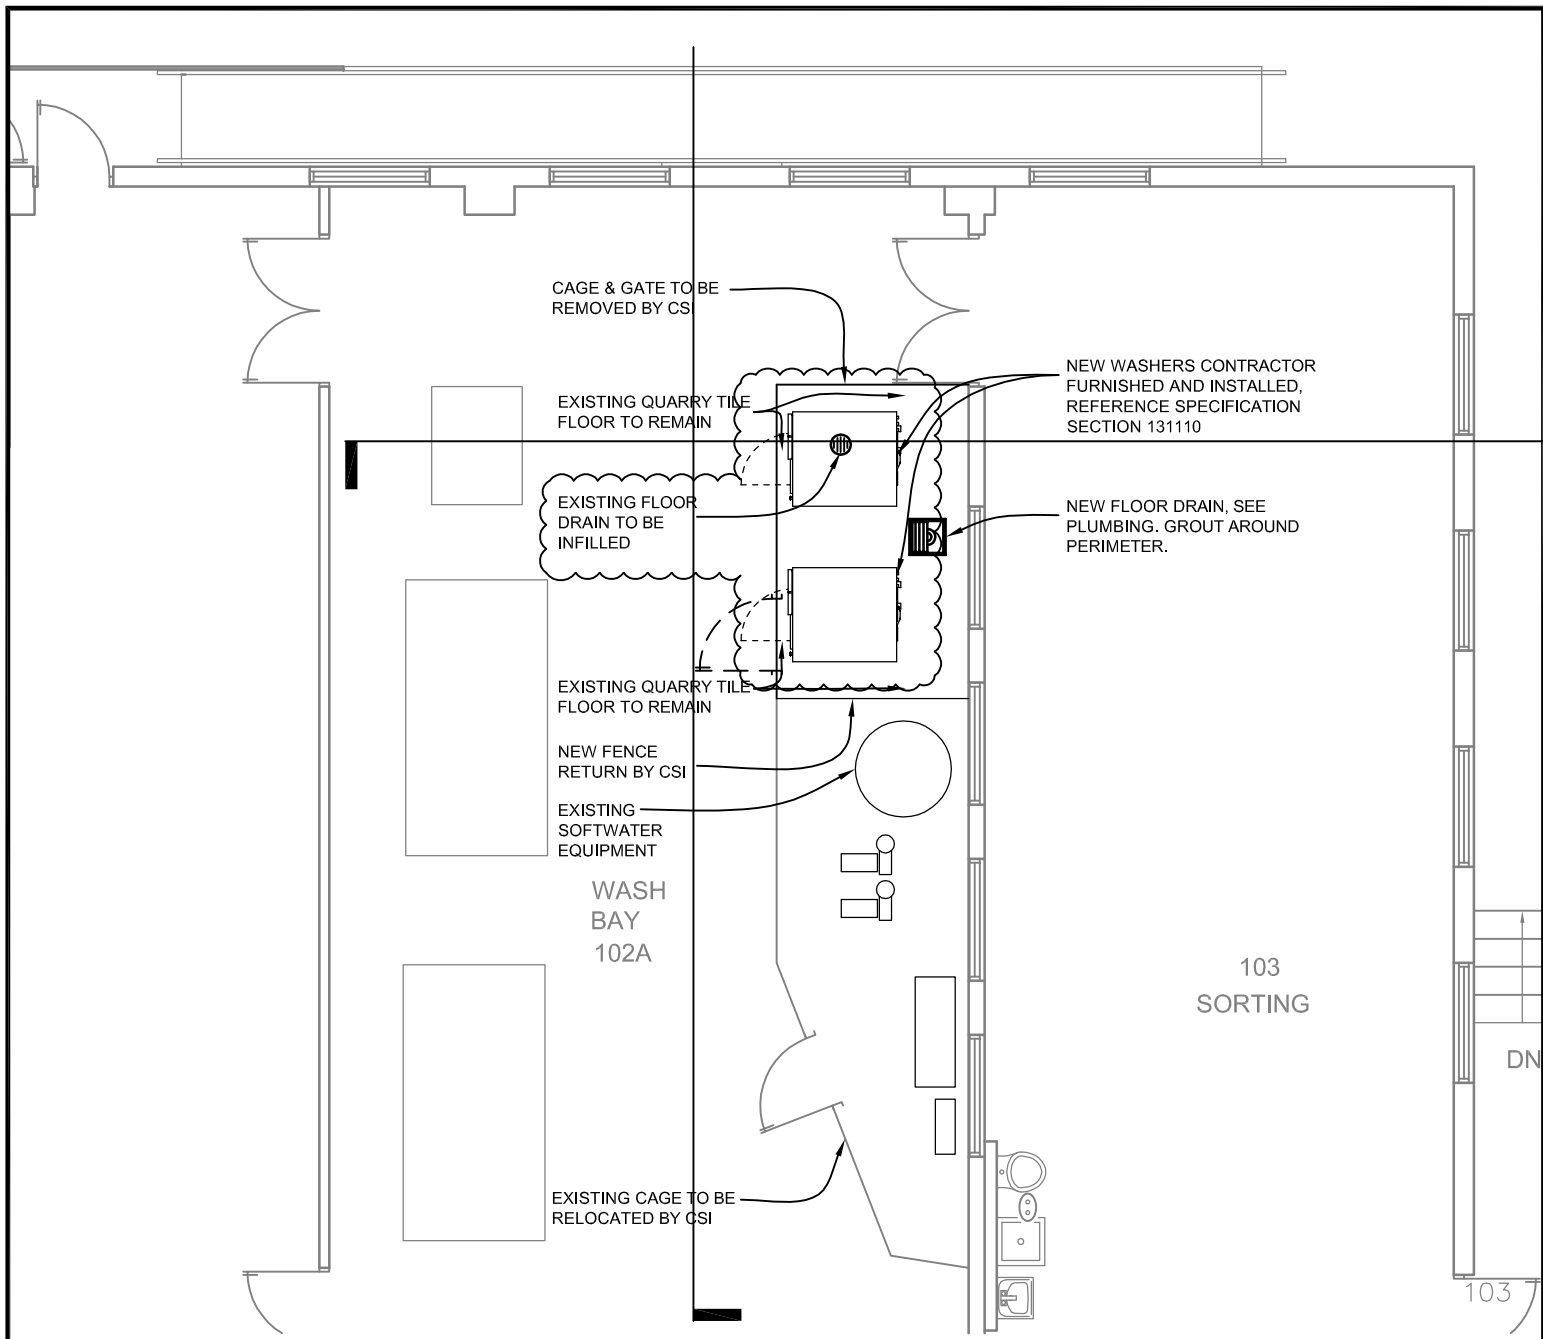 CAGE & GATE TO BE
REMOVED BY CSI
NEW WASHERS CONTRACTOR
FURNISHED AND INSTALLED,
REFERENCE SPECIFICATION
SECTION 131110
EXISTING QUARRY TILE
FLOOR TO REMAIN
EXISTING FLOOR
DRAIN TO BE
INFILLED
NEW FLOOR DRAIN, SEE
PLUMBING. GROUT AROUND
PERIMETER.
EXISTING QUARRY TILE
FLOOR TO REMAIN
NEW FENCE
RETURN BY CSI
EXISTING
SOFTWATER
EQUIPMENT
WASH
BAY
102A
103
SORTING
DN
EXISTING CAGE TO BE
RELOCATED BY CSI
103